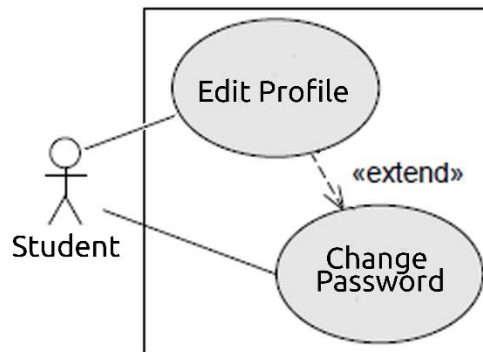 Edit Profile
«extend»
Student
Change
Password